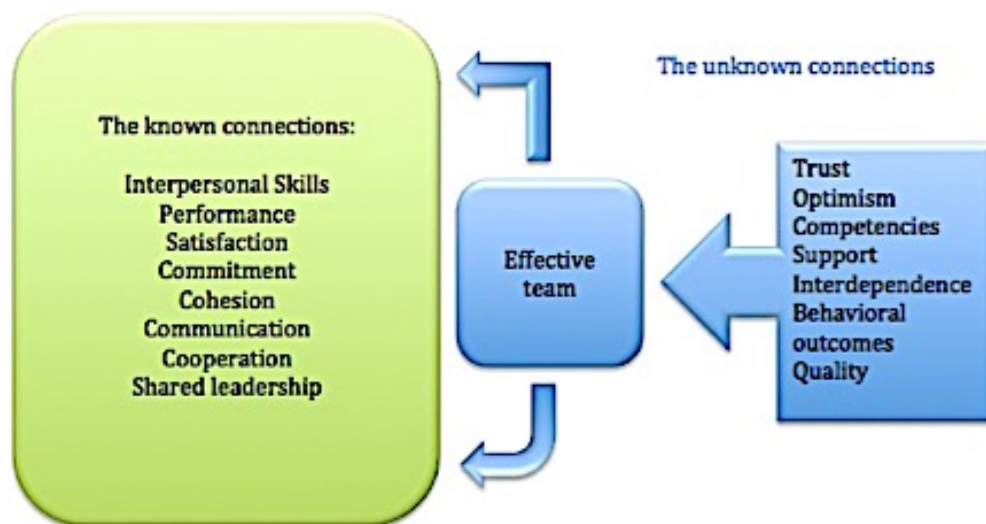 The known connections:
Interpersonal Skills
Performance
Satisfaction
Commitment
Cohesion
Communication
Cooperation
Shared leadership
Effective
team
The unknown connections
Trust
Optimism
Competencies
Support
Interdependence
Behavioral
outcomes
Quality